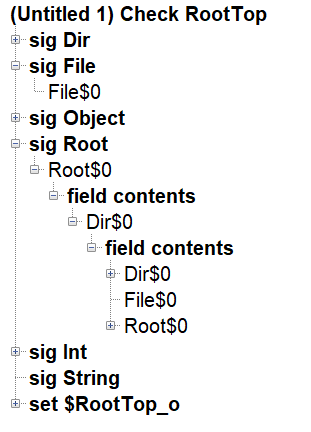 (Untitled 1) Check RootTop
sig Dir
sig File
File$0
sig Object
sig Root
Root$0
field contents
Dir$0
field contents
Dir$0
File$0
Root$0
sig Int
sig String
set $RootTop_o